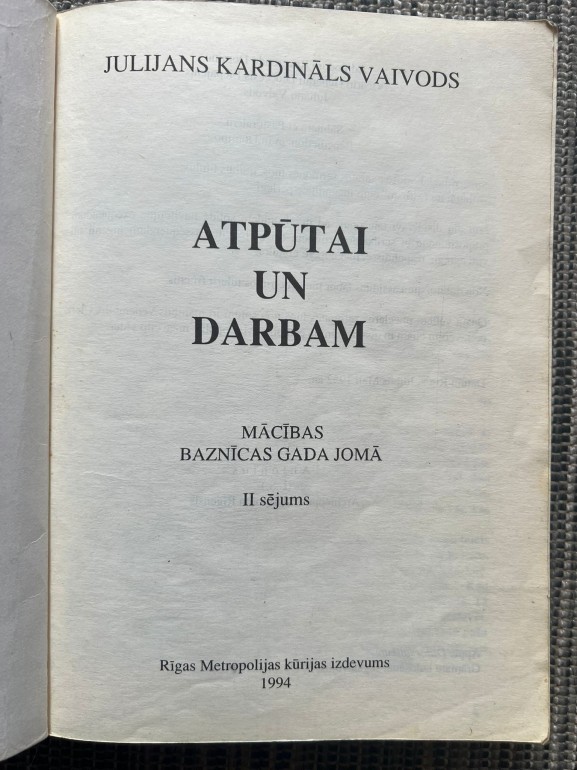 JULIJANS KARDINĀLS VAIVODS
ATPŪTAI
UN
DARBAM
MĀCĪBAS
BAZNĪCAS GADA JOMĀ
II sējums
Rīgas Metropolijas kūrijas izdevums
1994